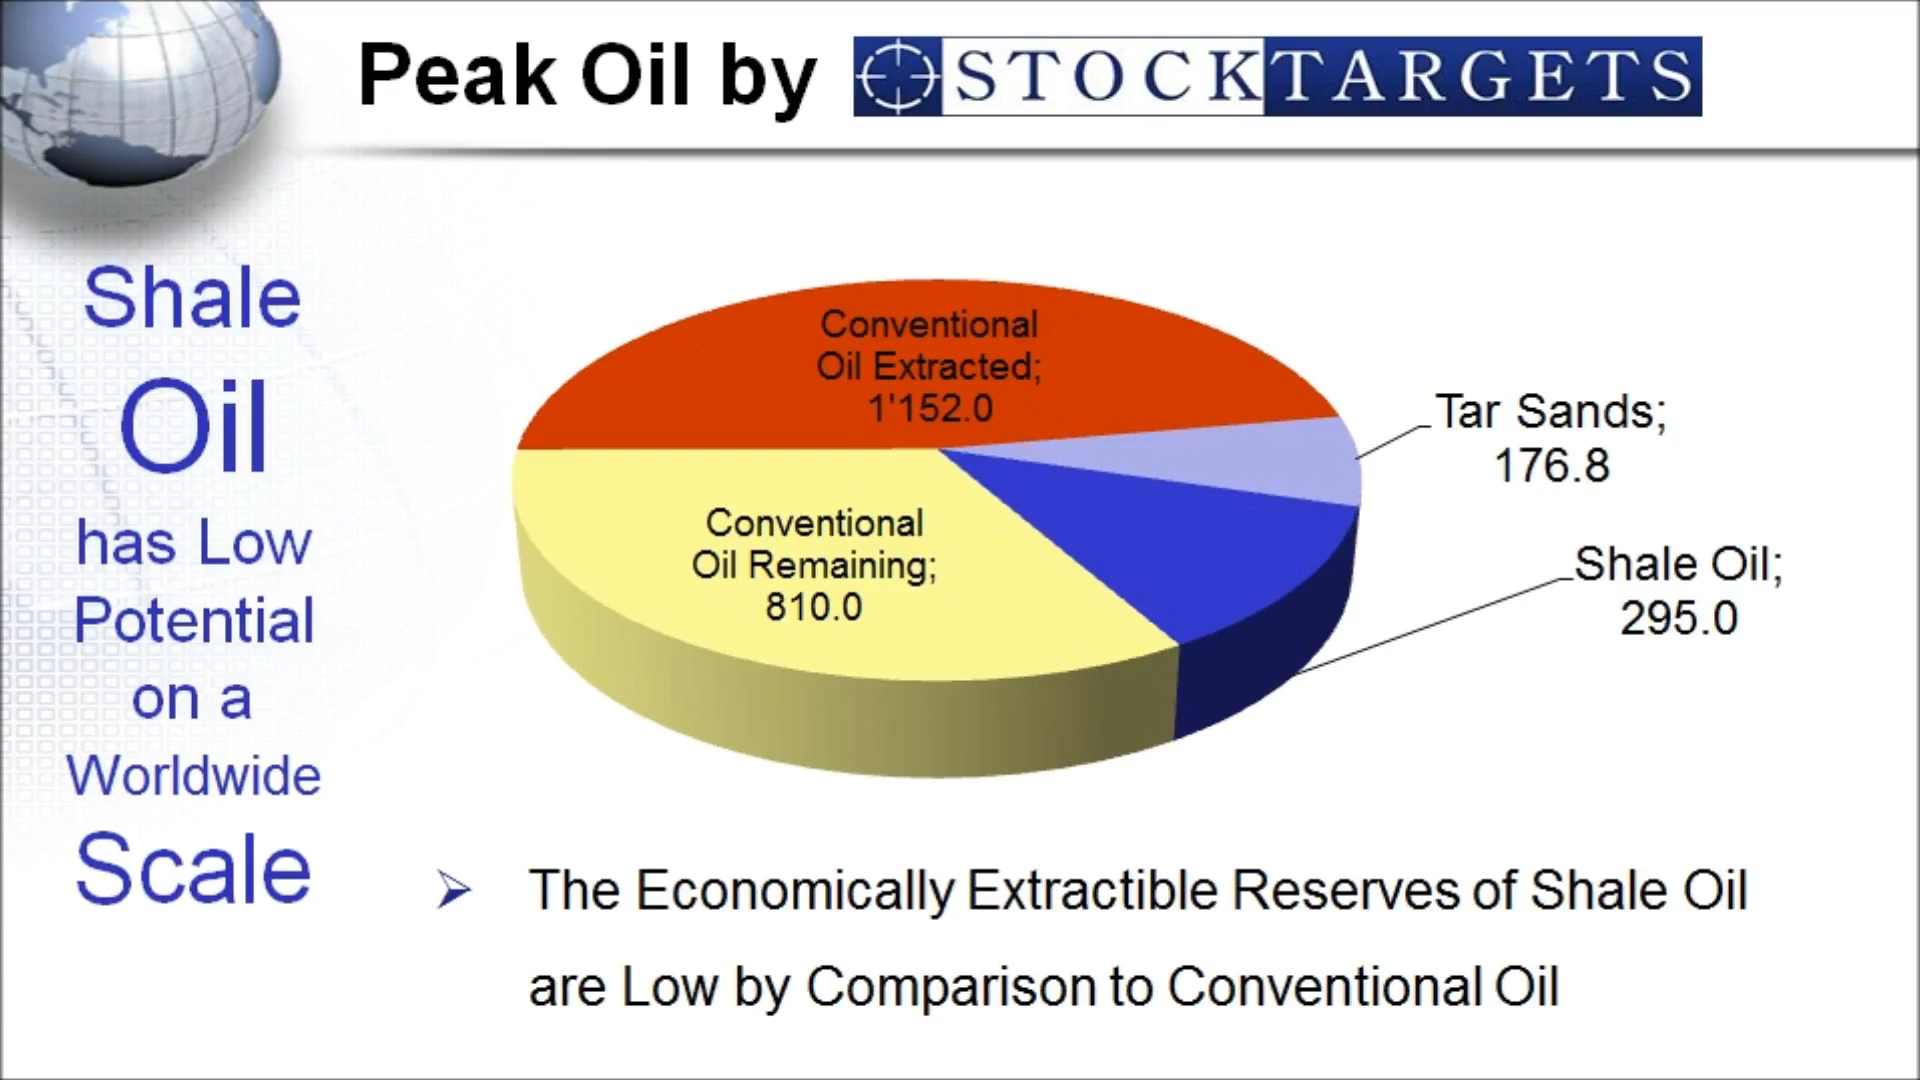 Peak Oil by STOCKTARGETS
Shale
Oil
has Low
Potential
on a
Worldwide
Scale
Conventional
Oil Extracted;
1'152.0
Tar Sands;
176.8
Conventional
Oil Remaining;
810.0
Shale Oil;
295.0
The Economically Extractible Reserves of Shale Oil
are Low by Comparison to Conventional Oil